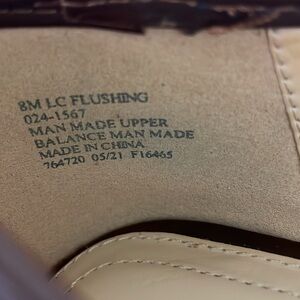 8M LC FLUSHING
024-1567
MAN MADE UPPER
BALANCE MAN MADE
MADE IN CHINA
764720 05/21 F16465